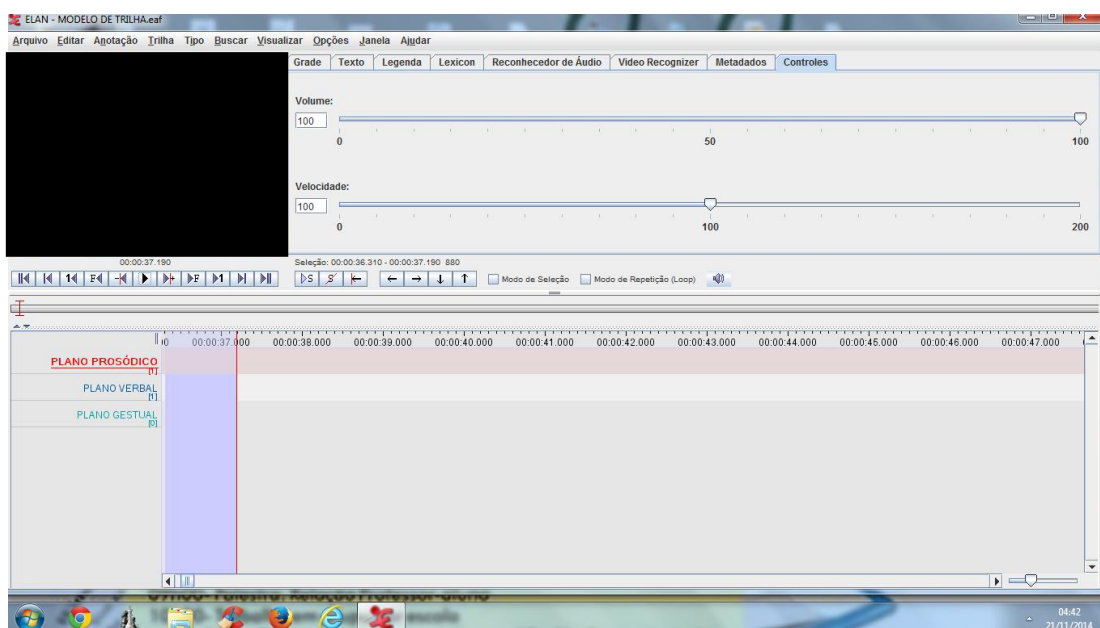 ELAN - MODELO DE TRILHA.eaf
Arquivo Editar Anotação Trilha Tipo Buscar Visualizar Opções Janela Ajudar
Grade Texto Legenda Lexicon Reconhecedor de Áudio Video Recognizer Metadados Controles
Volume:
100
0 50 100
Velocidade:
100
0 100 200
00:00:37.190
Seleção: 00:00:36.310 - 00:00:37.190 880
Modo de Seleção Modo de Repetição (Loop)
00:00:37.000 00:00:38.000 00:00:39.000 00:00:40.000 00:00:41.000 00:00:42.000 00:00:43.000 00:00:44.000 00:00:45.000 00:00:46.000 00:00:47.000
PLANO PROSÓDICO
[1]
PLANO VERBAL
[1]
PLANO GESTUAL
[0]
04:42
21/11/2014